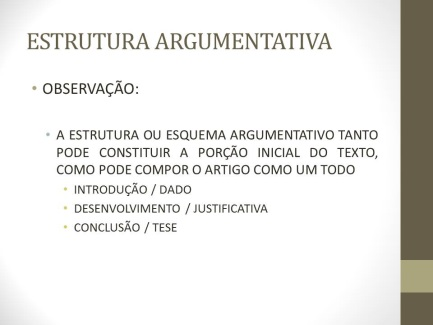 ESTRUTURA ARGUMENTATIVA
• OBSERVAÇÃO:
• A ESTRUTURA OU ESQUEMA ARGUMENTATIVO TANTO
PODE CONSTITUIR A PORÇÃO INICIAL DO TEXTO,
COMO PODE COMPOR O ARTIGO COMO UM TODO
• INTRODUÇÃO / DADO
• DESENVOLVIMENTO / JUSTIFICATIVA
• CONCLUSÃO / TESE